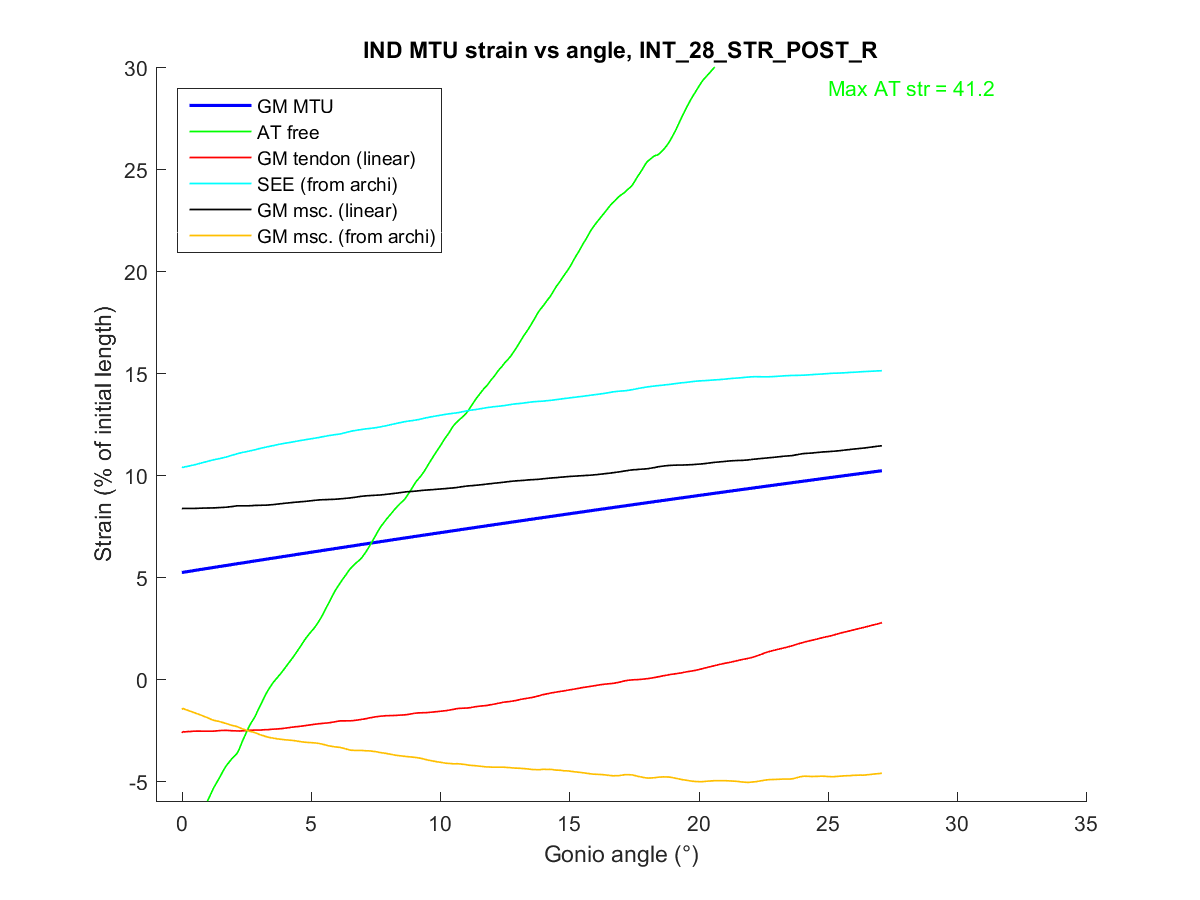 IND MTU strain vs angle, INT_28_STR_POST_R
Max AT str = 41.2
GM MTU
AT free
GM tendon (linear)
SEE (from archi)
GM msc. (linear)
GM msc. (from archi)
Strain (% of initial length)
30
25
20
15
10
5
0
-5
0 5 10 15 20 25 30 35
Gonio angle (°)